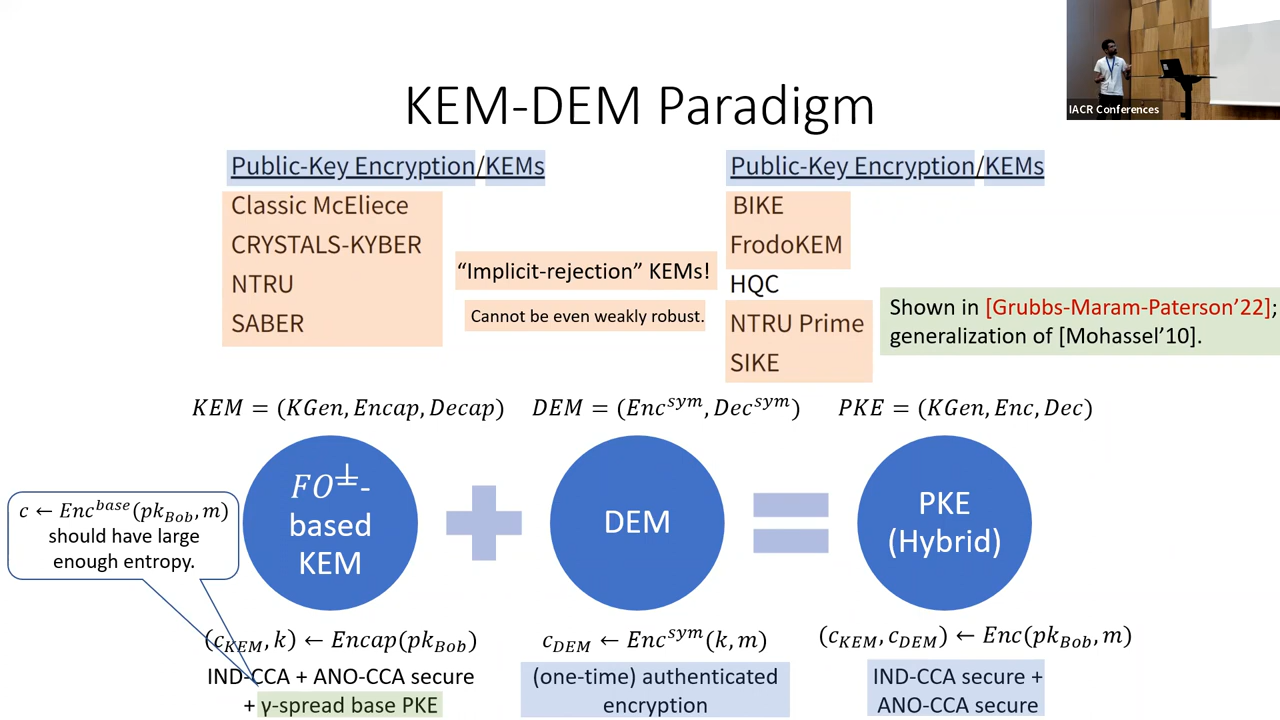 IACR Conferences
KEM-DEM Paradigm
Public-Key Encryption/KEMs
Classic McEliece
CRYSTALS-KYBER
NTRU
SABER
“Implicit-rejection” KEMs!
Cannot be even weakly robust.
Public-Key Encryption/KEMs
BIKE
FrodoKEM
HQC
NTRU Prime
SIKE
Shown in [Grubbs-Maram-Paterson’22];
generalization of [Mohassel’10].
KEM = (KGen, Encap, Decap)
DEM = (Enc^sym, Dec^sym)
PKE = (KGen, Enc, Dec)
c ← Enc^base(pk_Bob, m)
should have large
enough entropy.
FO^⊥̸-
based
KEM
DEM
PKE
(Hybrid)
(c_KEM, k) ← Encap(pk_Bob)
IND-CCA + ANO-CCA secure
+ γ-spread base PKE
c_DEM ← Enc^sym(k, m)
(one-time) authenticated
encryption
(c_KEM, c_DEM) ← Enc(pk_Bob, m)
IND-CCA secure +
ANO-CCA secure